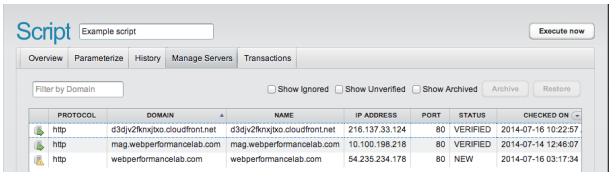 Script Example script Execute now
Overview Parameterize History Manage Servers Transactions
Filter by Domain Show Ignored Show Unverified Show Archived Archive Restore
PROTOCOL DOMAIN NAME IP ADDRESS PORT STATUS CHECKED ON
http d3djv2fknxjtxo.cloudfront.net d3djv2fknxjtxo.cloudfront.net 216.137.33.124 80 VERIFIED 2014-07-16 10:22:57
http mag.webperformancelab.com mag.webperformancelab.com 10.100.198.218 80 VERIFIED 2014-07-14 12:46:07
http webperformancelab.com webperformancelab.com 54.235.234.178 80 NEW 2014-07-16 03:17:34